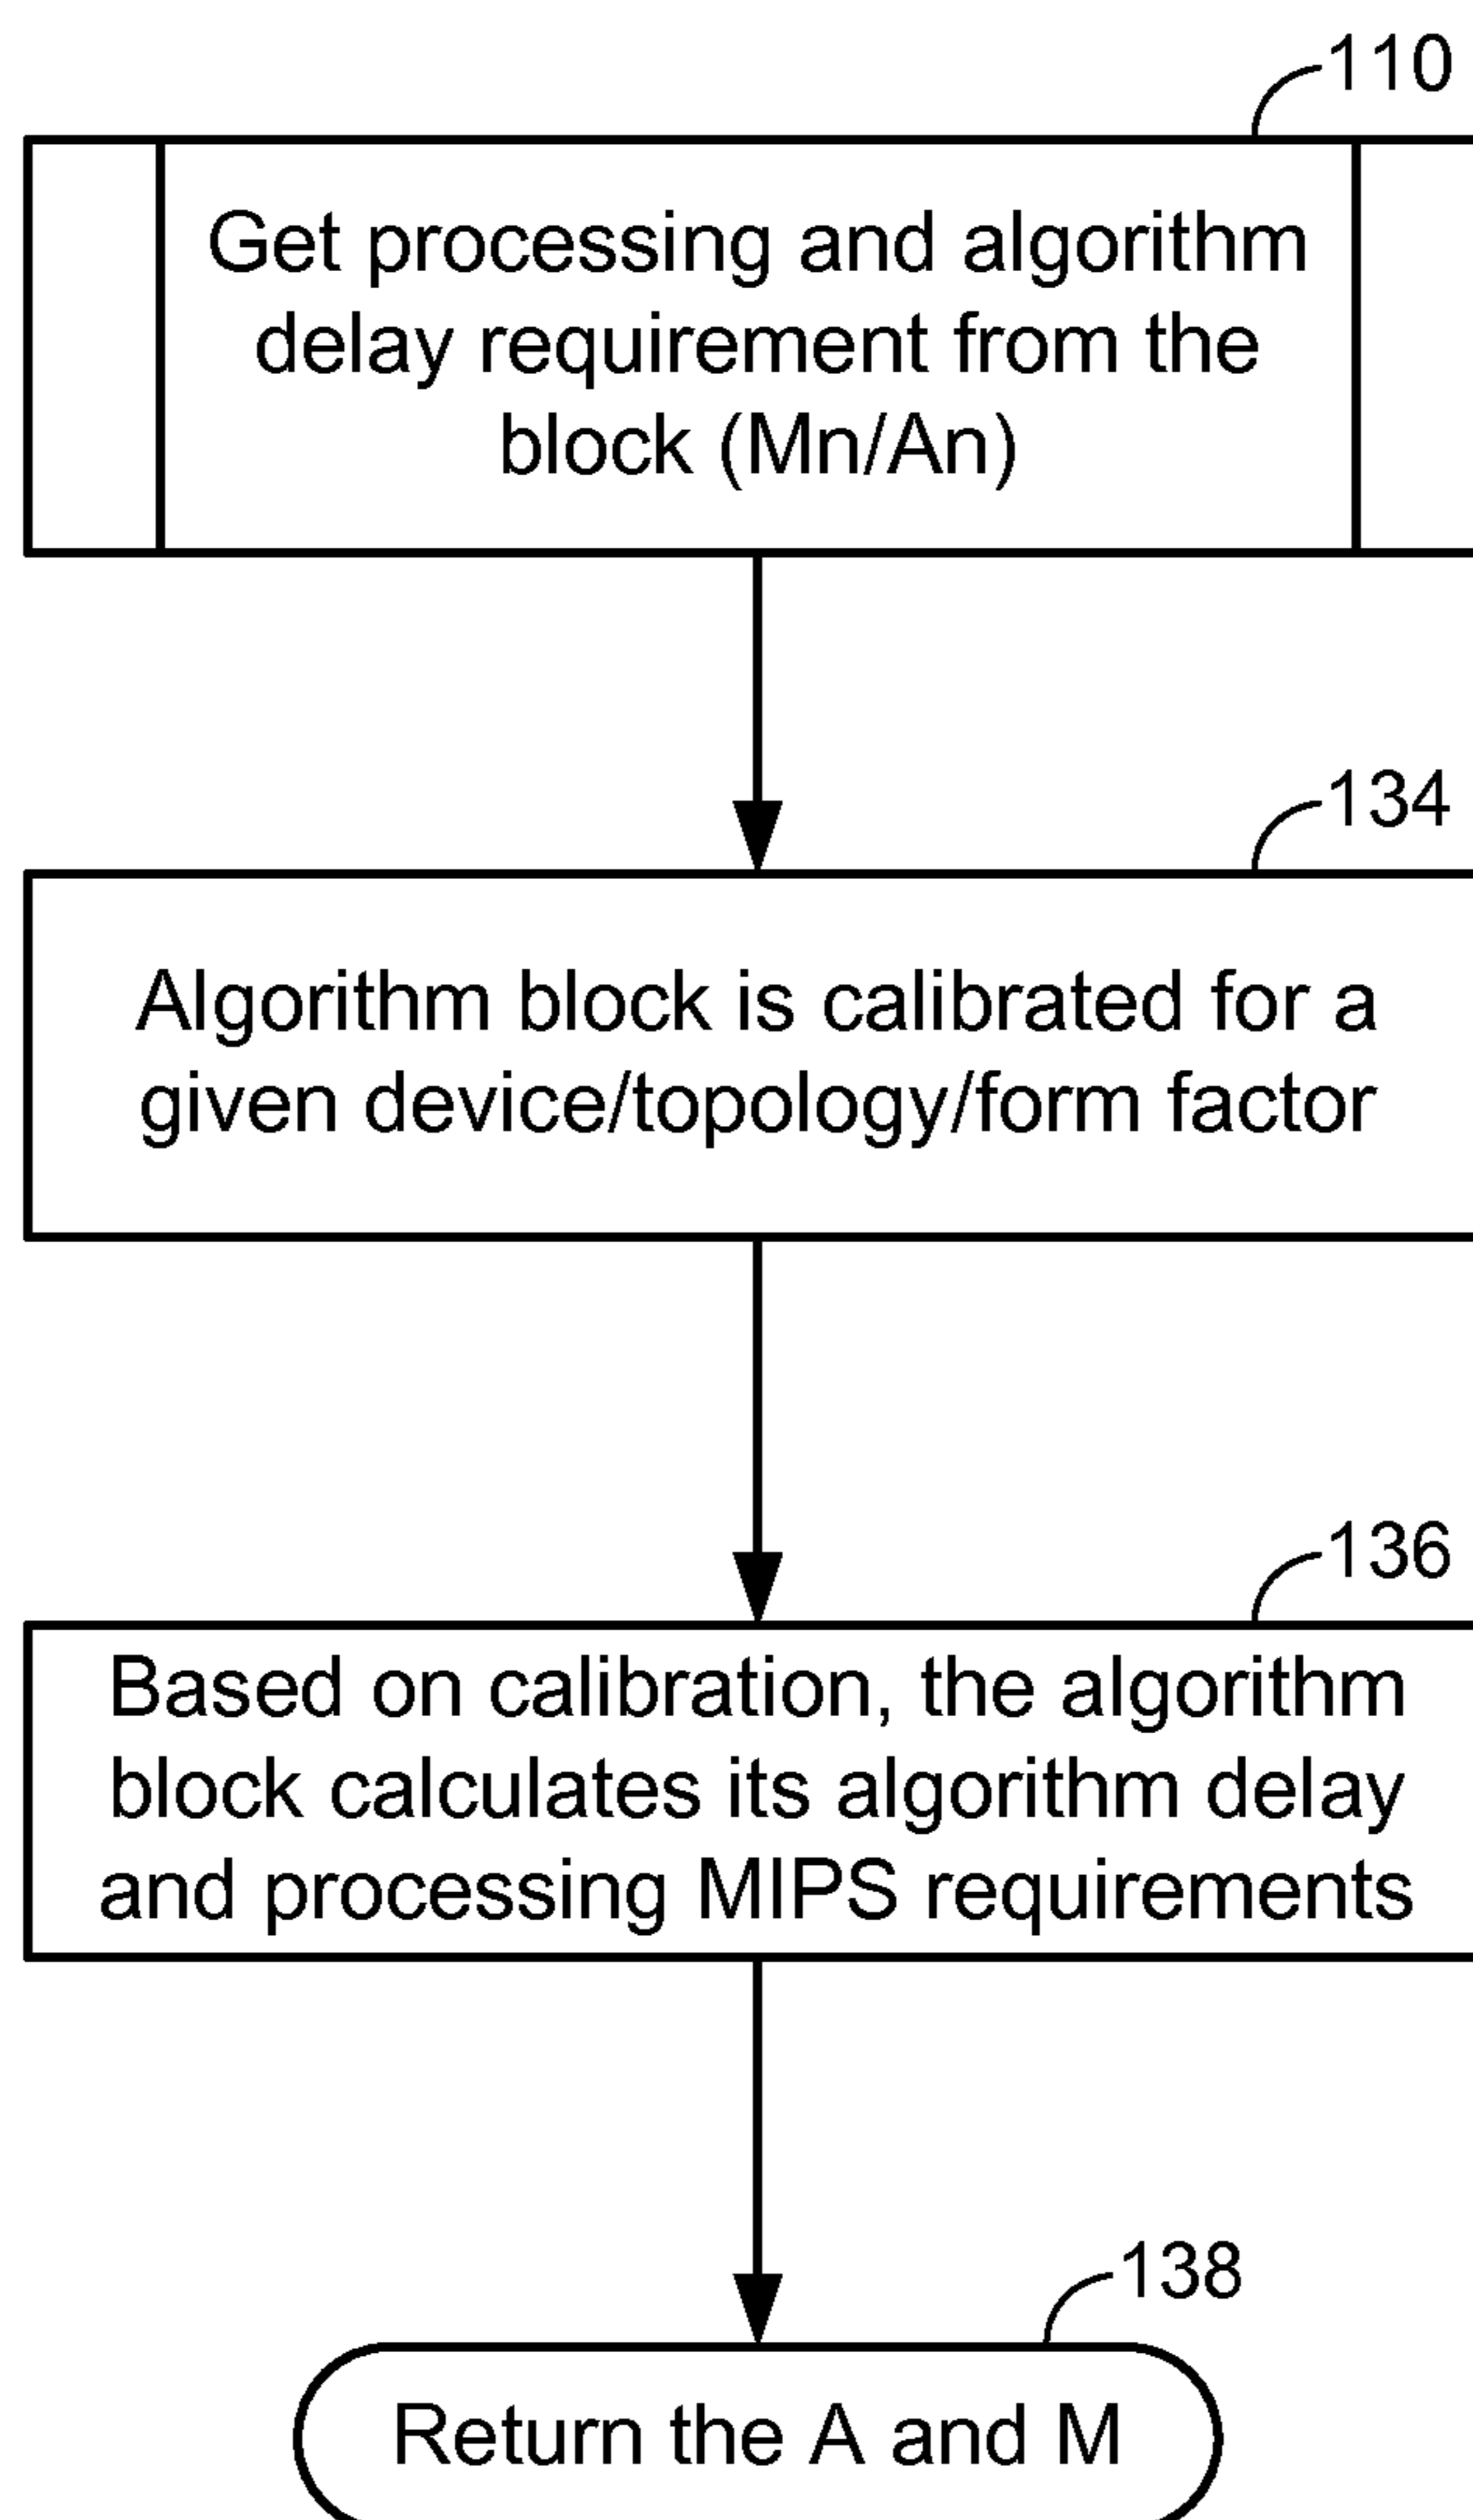 110
Get processing and algorithm
delay requirement from the
block (Mn/An)
134
Algorithm block is calibrated for a
given device/topology/form factor
136
Based on calibration, the algorithm
block calculates its algorithm delay
and processing MIPS requirements
138
Return the A and M